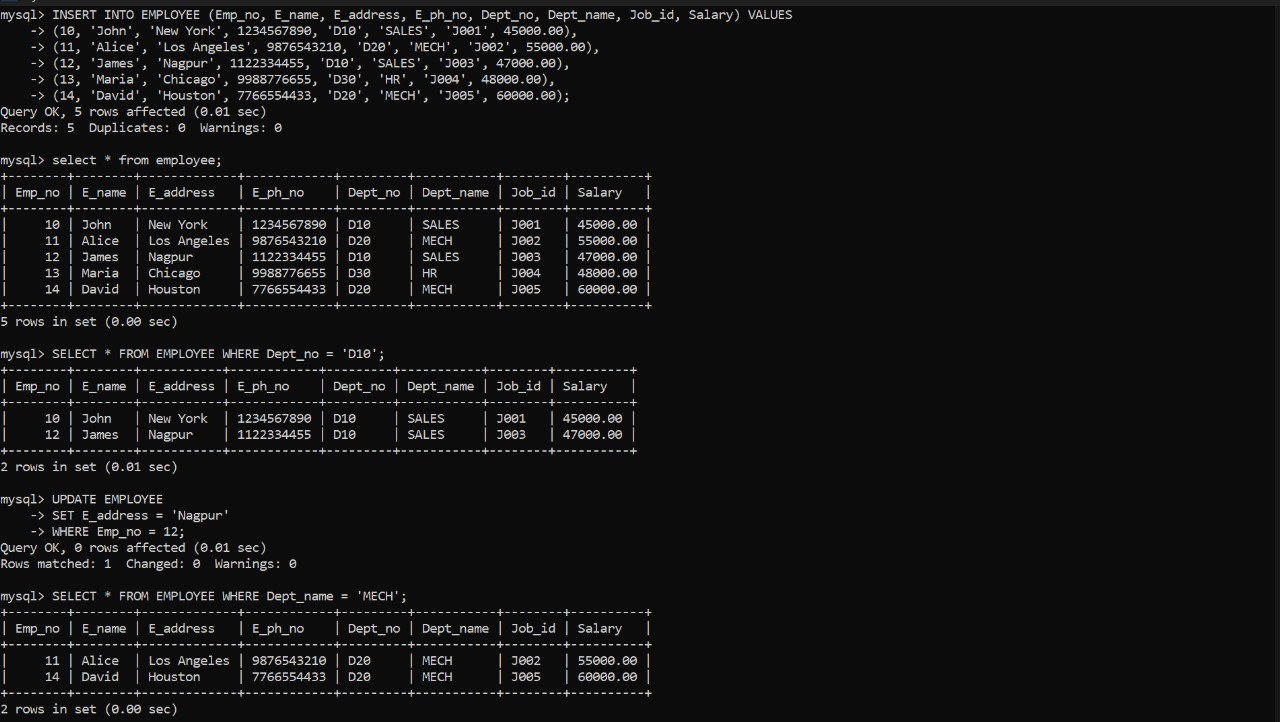 mysql> INSERT INTO EMPLOYEE (Emp_no, E_name, E_address, E_ph_no, Dept_no, Dept_name, Job_id, Salary) VALUES
    -> (10, 'John', 'New York', 1234567890, 'D10', 'SALES', 'J001', 45000.00),
    -> (11, 'Alice', 'Los Angeles', 9876543210, 'D20', 'MECH', 'J002', 55000.00),
    -> (12, 'James', 'Nagpur', 1122334455, 'D10', 'SALES', 'J003', 47000.00),
    -> (13, 'Maria', 'Chicago', 9988776655, 'D30', 'HR', 'J004', 48000.00),
    -> (14, 'David', 'Houston', 7766554433, 'D20', 'MECH', 'J005', 60000.00);
Query OK, 5 rows affected (0.01 sec)
Records: 5  Duplicates: 0  Warnings: 0

mysql> select * from employee;
+--------+--------+-------------+------------+---------+-----------+--------+----------+
| Emp_no | E_name | E_address   | E_ph_no    | Dept_no | Dept_name | Job_id | Salary   |
+--------+--------+-------------+------------+---------+-----------+--------+----------+
|     10 | John   | New York    | 1234567890 | D10     | SALES     | J001   | 45000.00 |
|     11 | Alice  | Los Angeles | 9876543210 | D20     | MECH      | J002   | 55000.00 |
|     12 | James  | Nagpur      | 1122334455 | D10     | SALES     | J003   | 47000.00 |
|     13 | Maria  | Chicago     | 9988776655 | D30     | HR        | J004   | 48000.00 |
|     14 | David  | Houston     | 7766554433 | D20     | MECH      | J005   | 60000.00 |
+--------+--------+-------------+------------+---------+-----------+--------+----------+
5 rows in set (0.00 sec)

mysql> SELECT * FROM EMPLOYEE WHERE Dept_no = 'D10';
+--------+--------+-----------+------------+---------+-----------+--------+----------+
| Emp_no | E_name | E_address | E_ph_no    | Dept_no | Dept_name | Job_id | Salary   |
+--------+--------+-----------+------------+---------+-----------+--------+----------+
|     10 | John   | New York  | 1234567890 | D10     | SALES     | J001   | 45000.00 |
|     12 | James  | Nagpur    | 1122334455 | D10     | SALES     | J003   | 47000.00 |
+--------+--------+-----------+------------+---------+-----------+--------+----------+
2 rows in set (0.01 sec)

mysql> UPDATE EMPLOYEE
    -> SET E_address = 'Nagpur'
    -> WHERE Emp_no = 12;
Query OK, 0 rows affected (0.01 sec)
Rows matched: 1  Changed: 0  Warnings: 0

mysql> SELECT * FROM EMPLOYEE WHERE Dept_name = 'MECH';
+--------+--------+-------------+------------+---------+-----------+--------+----------+
| Emp_no | E_name | E_address   | E_ph_no    | Dept_no | Dept_name | Job_id | Salary   |
+--------+--------+-------------+------------+---------+-----------+--------+----------+
|     11 | Alice  | Los Angeles | 9876543210 | D20     | MECH      | J002   | 55000.00 |
|     14 | David  | Houston     | 7766554433 | D20     | MECH      | J005   | 60000.00 |
+--------+--------+-------------+------------+---------+-----------+--------+----------+
2 rows in set (0.00 sec)